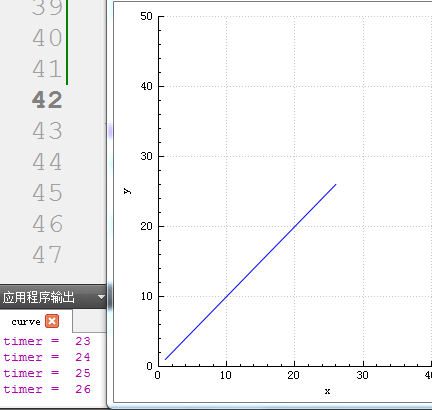 39
40
41
42
43
44
45
46
47
应用程序输出
curve
timer = 23
timer = 24
timer = 25
timer = 26
50
40
30
20
10
0
y
0 10 20 30 40
x